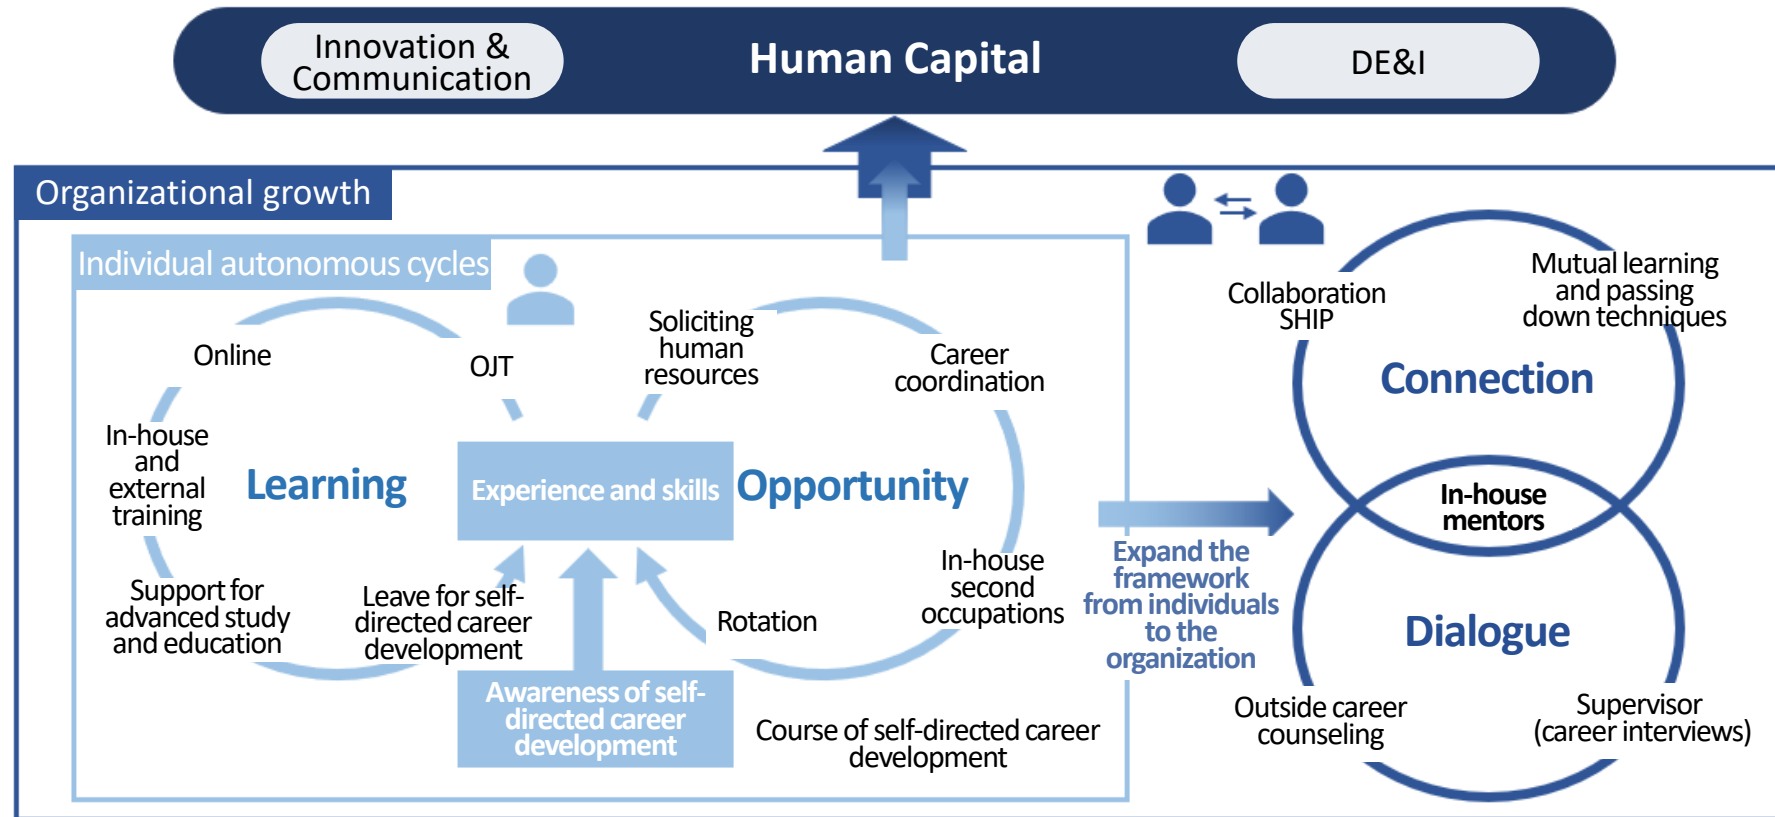 Innovation &
Communication
Human Capital
DE&I
Organizational growth
Individual autonomous cycles
Online
OJT
In-house
and
external
training
Learning
Support for
advanced study
and education
Leave for self-
directed career
development
Experience and skills
Soliciting
human
resources
Career
coordination
Opportunity
In-house
second
occupations
Rotation
Awareness of self-
directed career
development
Course of self-directed career
development
Expand the
framework
from individuals
to the
organization
Collaboration
SHIP
Mutual learning
and passing
down techniques
Connection
In-house
mentors
Dialogue
Outside career
counseling
Supervisor
(career interviews)